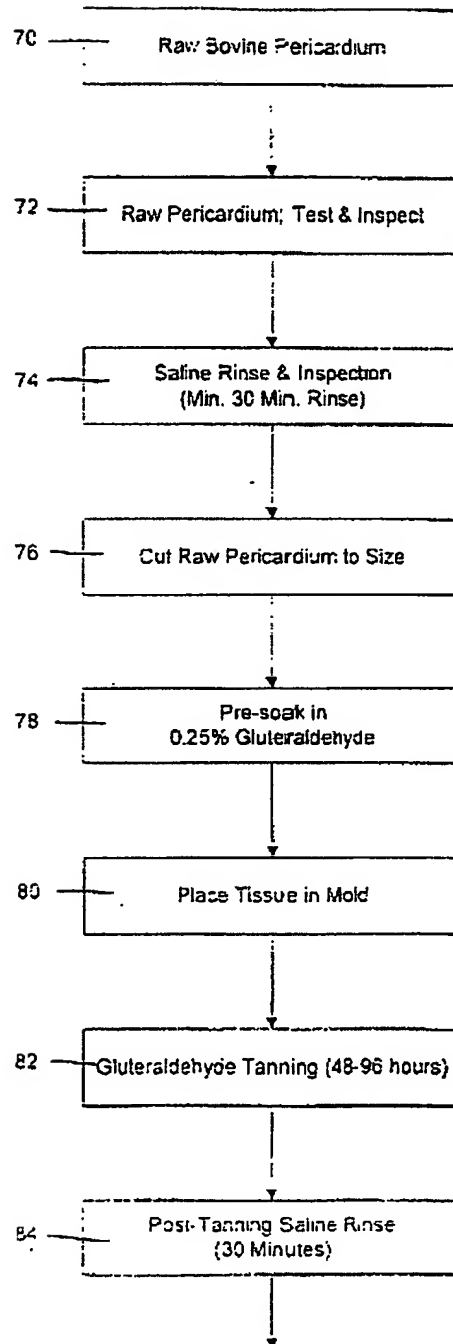 70 Raw Bovine Pericardium
72 Raw Pericardium; Test & Inspect
74 Saline Rinse & Inspection
(Min. 30 Min. Rinse)
76 Cut Raw Pericardium to Size
78 Pre-soak in
0.25% Gluteraldehyde
80 Place Tissue in Mold
82 Gluteraldehyde Tanning (48-96 hours)
84 Post-Tanning Saline Rinse
(30 Minutes)